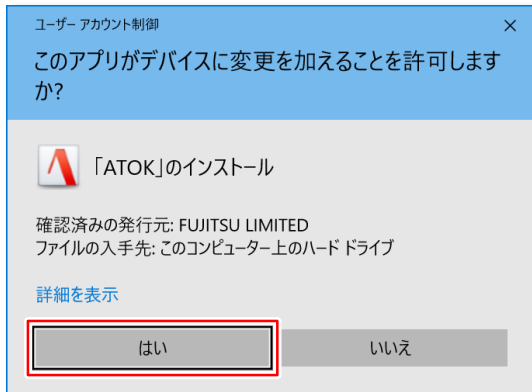 ユーザー アカウント制御
このアプリがデバイスに変更を加えることを許可します
か?
「ATOK」のインストール
確認済みの発行元: FUJITSU LIMITED
ファイルの入手先: このコンピューター上のハード ドライブ
詳細を表示
はい
いいえ